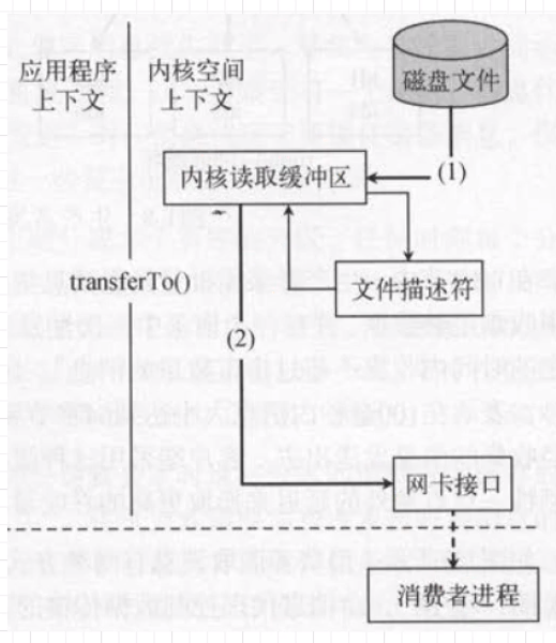 应用程序
上下文
内核空间
上下文
磁盘文件
(1)
内核读取缓冲区
transferTo()
文件描述符
(2)
网卡接口
消费者进程